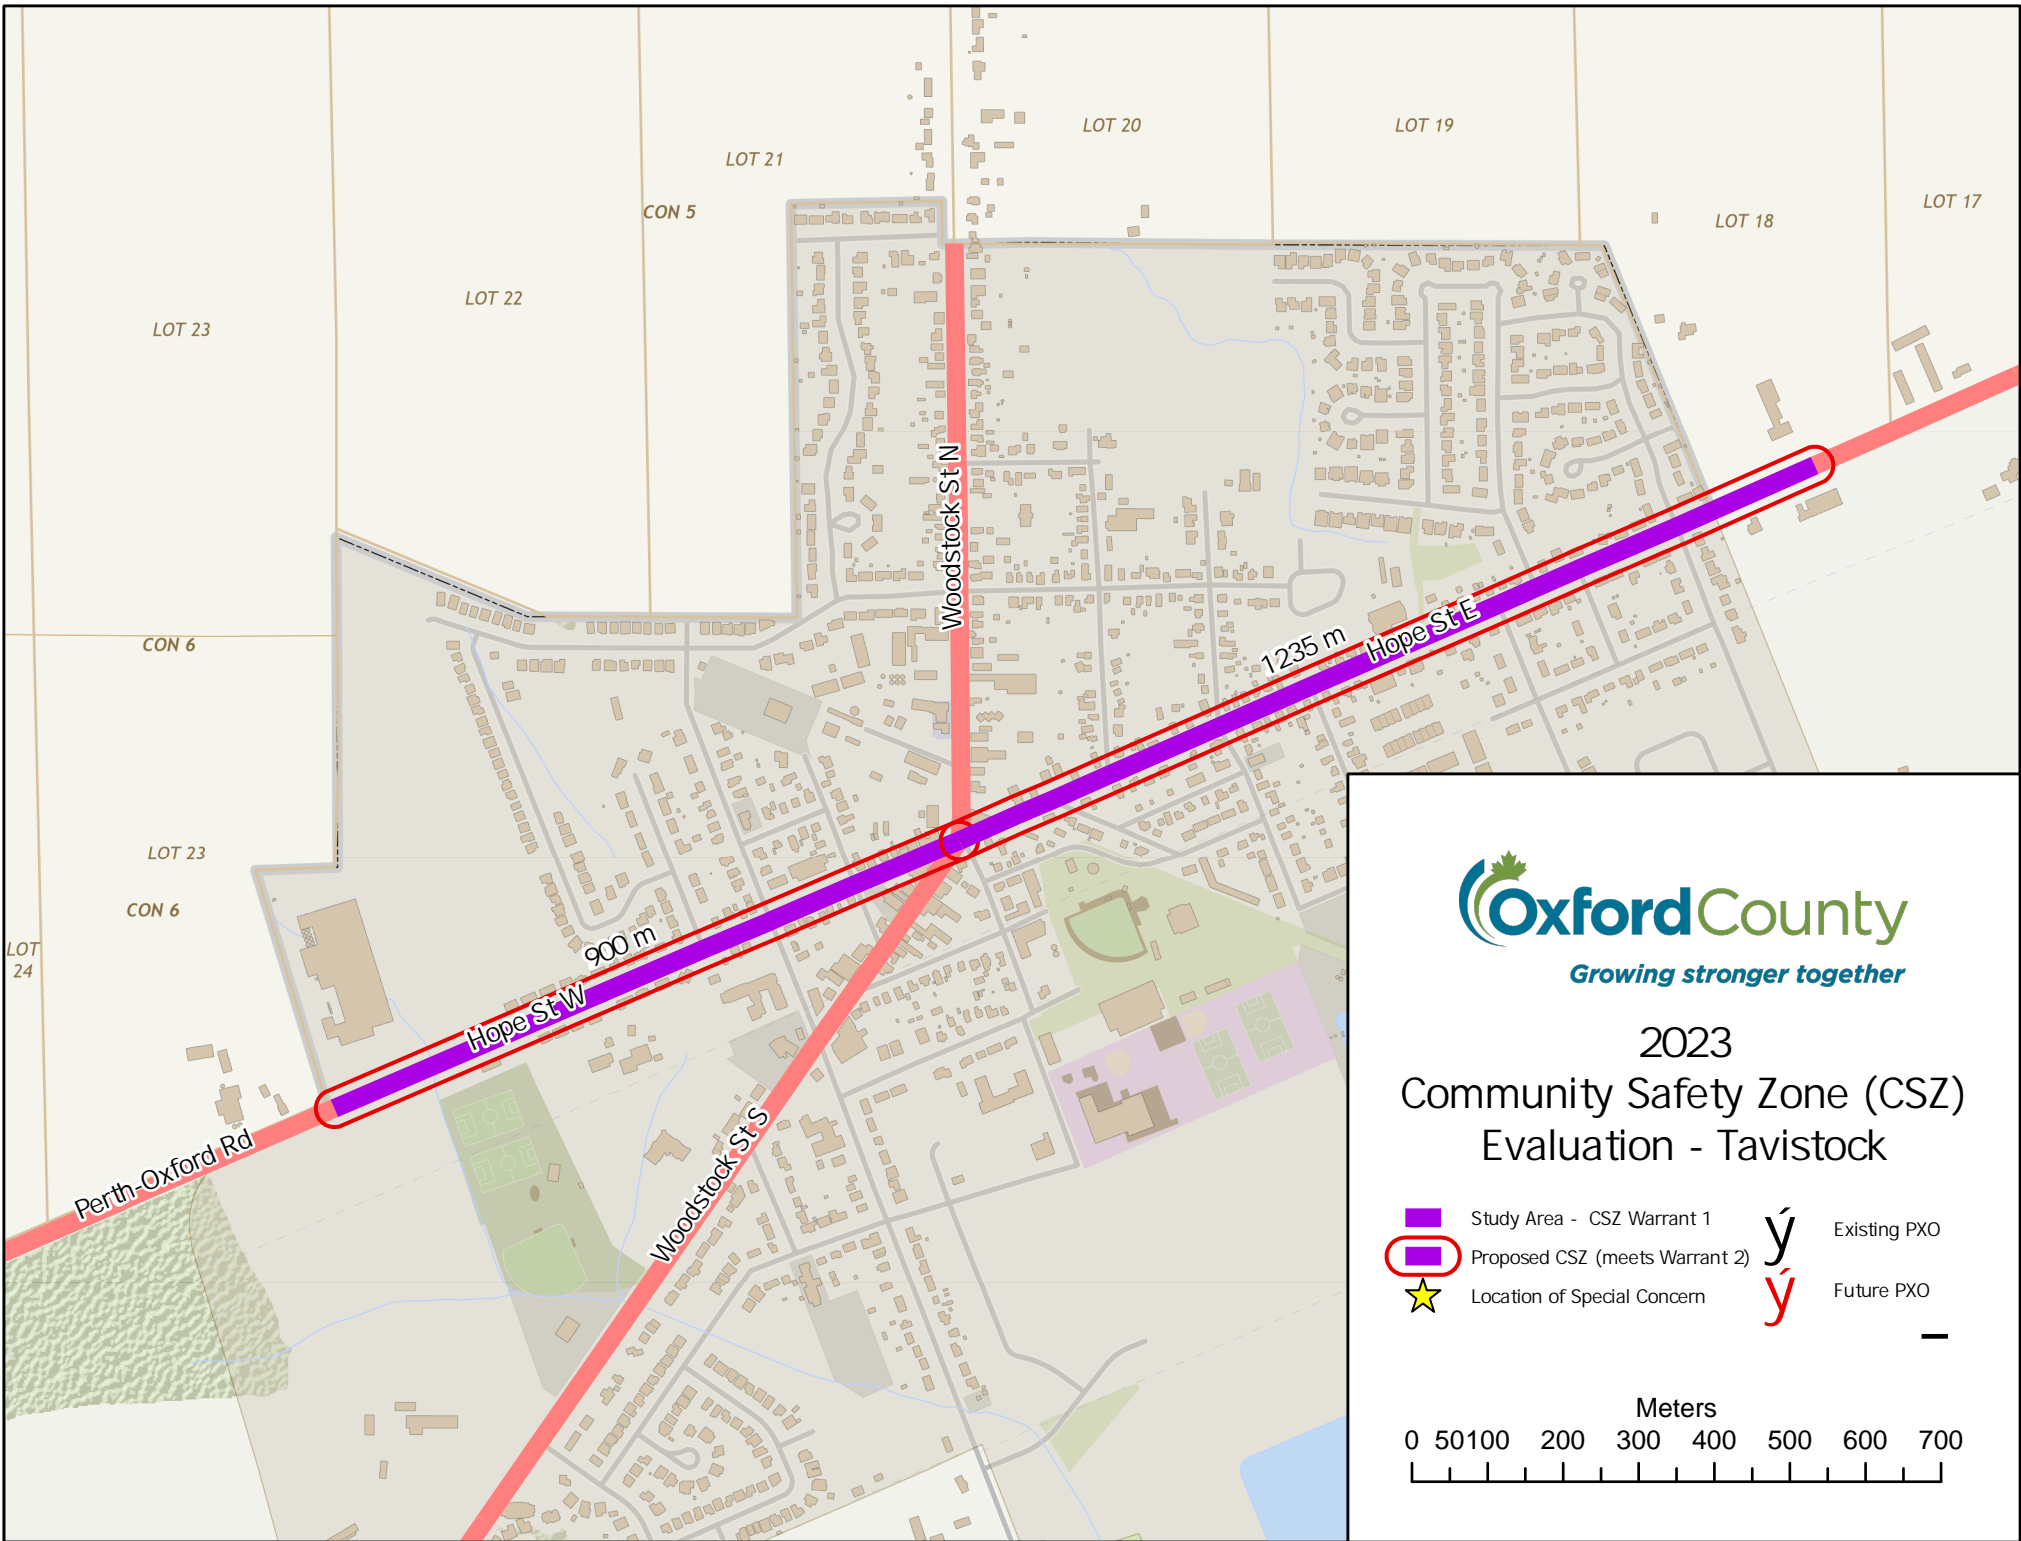 LOT 20
LOT 19
LOT 21
LOT 17
CON 5
LOT 18
LOT 22
LOT 23
Woodstock St N
CON 6
1235 m
Hope St E
LOT 23
CON 6
LOT
24
900 m
Hope St W
Perth-Oxford Rd
Woodstock St S
OxfordCounty
Growing stronger together
2023
Community Safety Zone (CSZ)
Evaluation - Tavistock
Study Area - CSZ Warrant 1
ý Existing PXO
Proposed CSZ (meets Warrant 2)
Location of Special Concern
ý Future PXO
Meters
0 50100 200 300 400 500 600 700